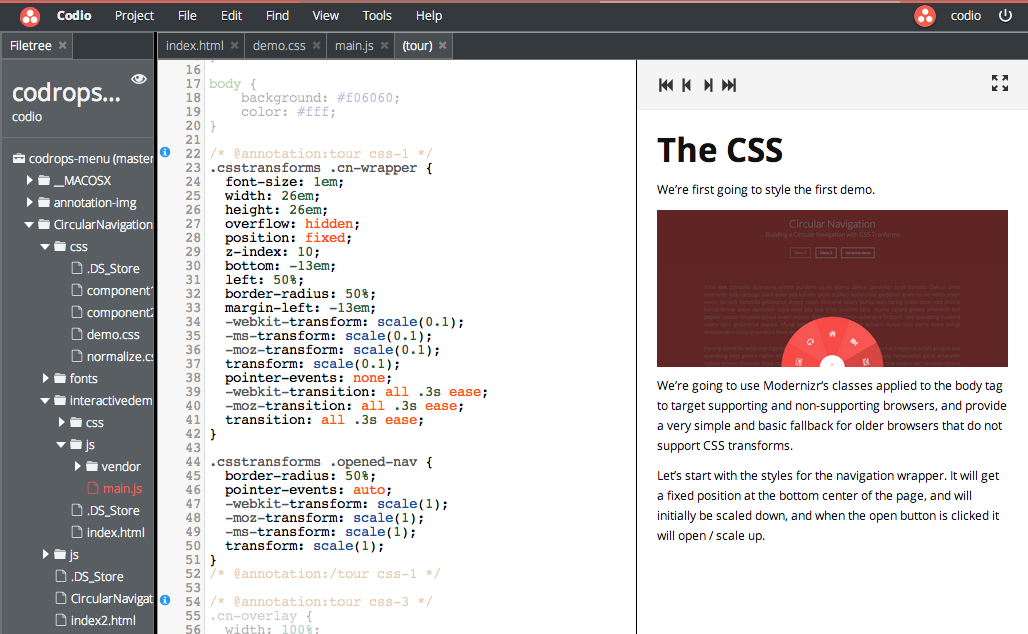 Codio Project File Edit Find View Tools Help codio
Filetree × index.html × demo.css × main.js × (tour) ×
codrops...
codio
codrops-menu (master
__MACOSX
annotation-img
CircularNavigation
css
.DS_Store
component1
component2
demo.css
normalize.cs
fonts
interactivedem
css
js
vendor
main.js
.DS_Store
index.html
js
.DS_Store
CircularNavigat
index2.html
16 }
17 body {
18 background: #f06060;
19 color: #fff;
20 }
21
22 /* @annotation:tour css-1 */
23 .csstransforms .cn-wrapper {
24 font-size: 1em;
25 width: 26em;
26 height: 26em;
27 overflow: hidden;
28 position: fixed;
29 z-index: 10;
30 bottom: -13em;
31 left: 50%;
32 border-radius: 50%;
33 margin-left: -13em;
34 -webkit-transform: scale(0.1);
35 -ms-transform: scale(0.1);
36 -moz-transform: scale(0.1);
37 transform: scale(0.1);
38 pointer-events: none;
39 -webkit-transition: all .3s ease;
40 -moz-transition: all .3s ease;
41 transition: all .3s ease;
42 }
43
44 .csstransforms .opened-nav {
45 border-radius: 50%;
46 pointer-events: auto;
47 -webkit-transform: scale(1);
48 -moz-transform: scale(1);
49 -ms-transform: scale(1);
50 transform: scale(1);
51 }
52 /* @annotation:/tour css-1 */
53
54 /* @annotation:tour css-3 */
55 .cn-overlay {
56 width: 100%;
The CSS
We're first going to style the first demo.
Circular Navigation
Building a Circular Navigation with CSS Transforms
We're going to use Modernizr's classes applied to the body tag
to target supporting and non-supporting browsers, and provide
a very simple and basic fallback for older browsers that do not
support CSS transforms.
Let's start with the styles for the navigation wrapper. It will get
a fixed position at the bottom center of the page, and will
initially be scaled down, and when the open button is clicked it
will open / scale up.